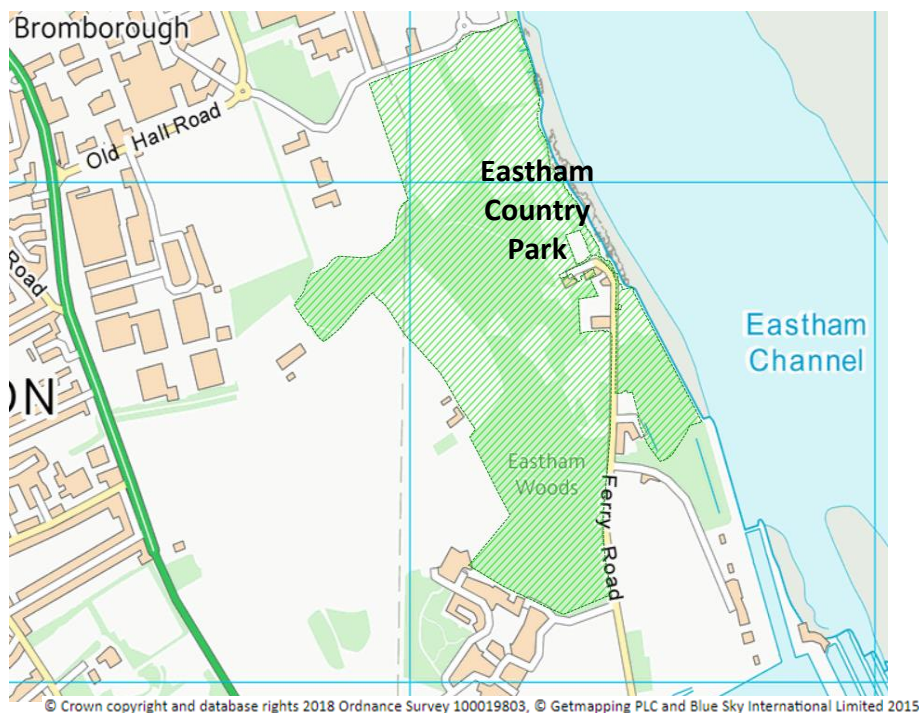 Bromborough
Old Hall Road
Road
ON
Eastham
Country
Park
Eastham
Channel
Eastham
Woods
Ferry Road
© Crown copyright and database rights 2018 Ordnance Survey 100019803, © Getmapping PLC and Blue Sky International Limited 2015